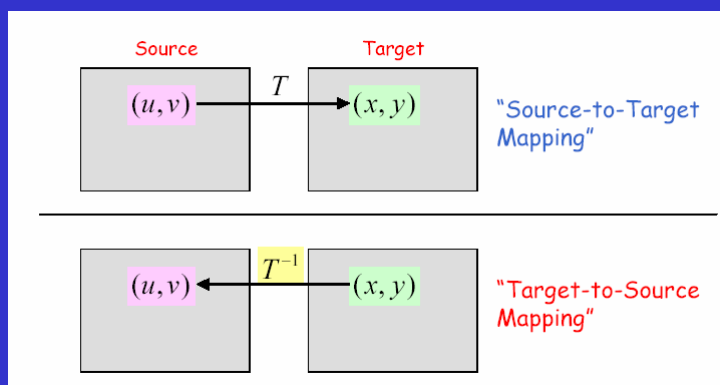 Source Target
(u,v) T (x, y)
“Source-to-Target
Mapping”
(u,v) T⁻¹ (x, y)
“Target-to-Source
Mapping”